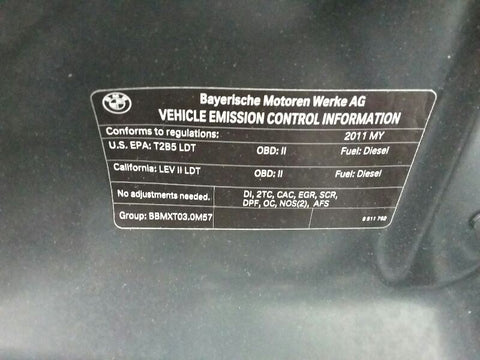 BMW
Bayerische Motoren Werke AG
VEHICLE EMISSION CONTROL INFORMATION
Conforms to regulations: 2011 MY
U.S. EPA: T2B5 LDT OBD: II Fuel: Diesel
California: LEV II LDT OBD: II Fuel: Diesel
No adjustments needed. DI, 2TC, CAC, EGR, SCR,
DPF, OC, NOS(2), AFS
Group: BBMXT03.0M57